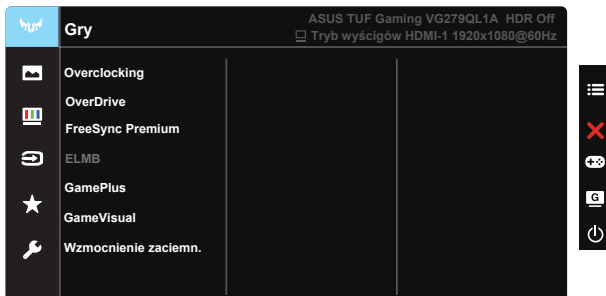 Gry
ASUS TUF Gaming VG279QL1A HDR Off
Tryb wyścigów HDMI-1 1920x1080@60Hz
Overclocking
OverDrive
FreeSync Premium
ELMB
GamePlus
GameVisual
Wzmocnienie zaciemn.
G